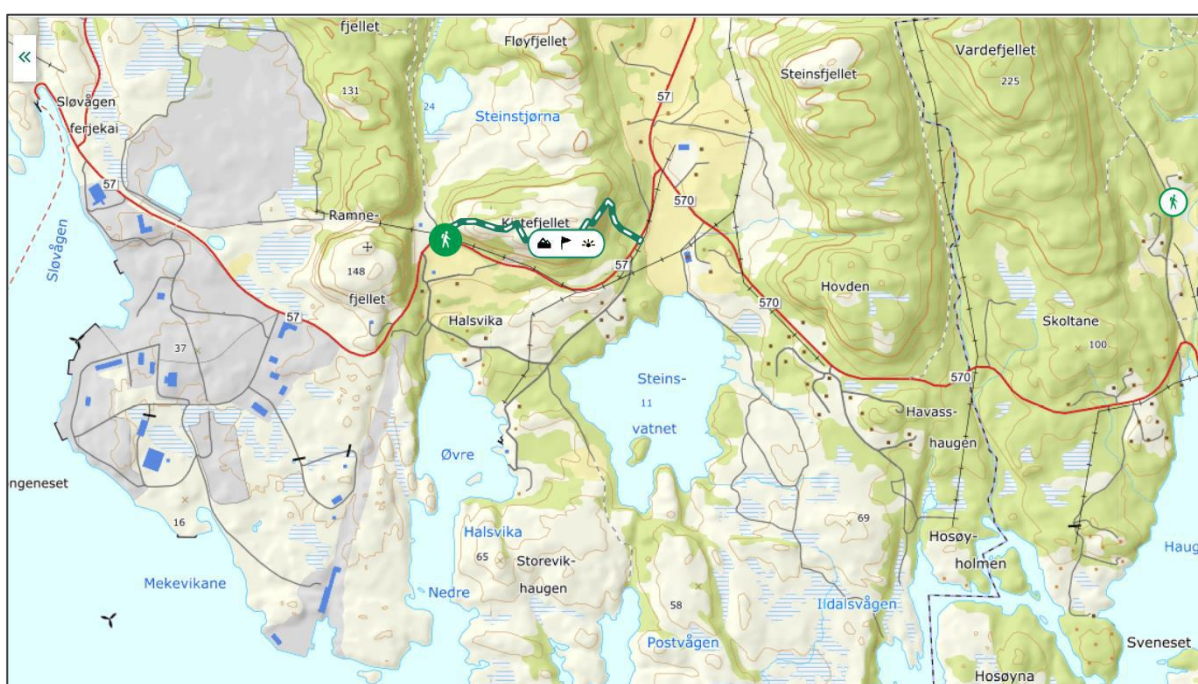 «
fjellet
Fløyfjellet
Vardefjellet
225
Steinsfjellet
131
24
Steinstjørna
57
Sløvågen
ferjekai
57
570
Ramne-
Kistefjellet
Sløvågen
148
fjellet
57
570
Hovden
57
Halsvika
Skoltane
100
37
Steins-
11
vatnet
570
Havass-
haugen
Øvre
ngeneset
16
69
Halsvika
65
Storevik-
haugen
Hosøy-
holmen
Haug
Mekevikane
Nedre
58
Ildalsvågen
Postvågen
Sveneset
Hosøyna